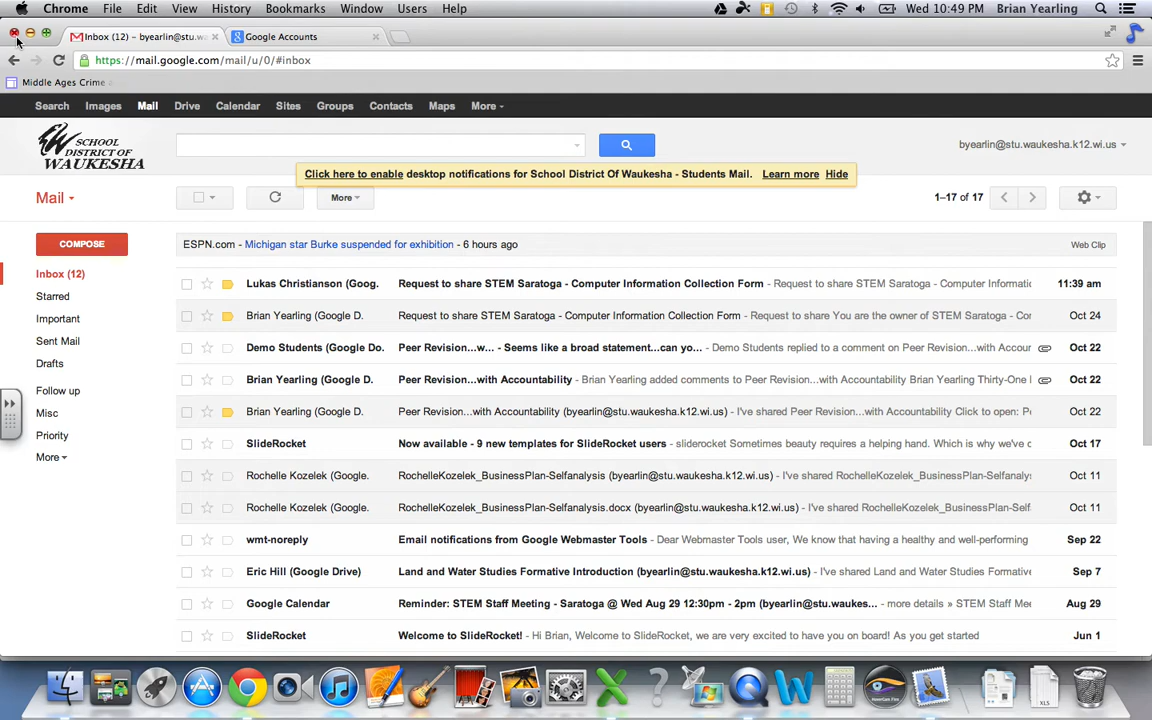 Chrome File Edit View History Bookmarks Window Users Help Wed 10:49 PM Brian Yearling
Inbox (12) - byearlin@stu.wa... Google Accounts
https://mail.google.com/mail/u/0/#inbox
Middle Ages Crime
Search Images Mail Drive Calendar Sites Groups Contacts Maps More
SCHOOL DISTRICT OF WAUKESHA
byearlin@stu.waukesha.k12.wi.us
Click here to enable desktop notifications for School District Of Waukesha - Students Mail. Learn more Hide
Mail More 1–17 of 17
COMPOSE
Inbox (12)
Starred
Important
Sent Mail
Drafts
Follow up
Misc
Priority
More
ESPN.com - Michigan star Burke suspended for exhibition - 6 hours ago Web Clip
Lukas Christianson (Goog. Request to share STEM Saratoga - Computer Information Collection Form - Request to share STEM Saratoga - Computer Informatic 11:39 am
Brian Yearling (Google D. Request to share STEM Saratoga - Computer Information Collection Form - Request to share You are the owner of STEM Saratoga - Cor Oct 24
Demo Students (Google Do. Peer Revision...w... - Seems like a broad statement...can yo... - Demo Students replied to a comment on Peer Revision...with Accour Oct 22
Brian Yearling (Google D. Peer Revision...with Accountability - Brian Yearling added comments to Peer Revision...with Accountability Brian Yearling Thirty-One I Oct 22
Brian Yearling (Google D. Peer Revision...with Accountability (byearlin@stu.waukesha.k12.wi.us) - I've shared Peer Revision...with Accountability Click to open: Pe Oct 22
SlideRocket Now available - 9 new templates for SlideRocket users - sliderocket Sometimes beauty requires a helping hand. Which is why we've c Oct 17
Rochelle Kozelek (Google. RochelleKozelek_BusinessPlan-Selfanalysis (byearlin@stu.waukesha.k12.wi.us) - I've shared RochelleKozelek_BusinessPlan-Selfanalys Oct 11
Rochelle Kozelek (Google. RochelleKozelek_BusinessPlan-Selfanalysis.docx (byearlin@stu.waukesha.k12.wi.us) - I've shared RochelleKozelek_BusinessPlan-Self Oct 11
wmt-noreply Email notifications from Google Webmaster Tools - Dear Webmaster Tools user, We know that having a healthy and well-performing Sep 22
Eric Hill (Google Drive) Land and Water Studies Formative Introduction (byearlin@stu.waukesha.k12.wi.us) - I've shared Land and Water Studies Formative Sep 7
Google Calendar Reminder: STEM Staff Meeting - Saratoga @ Wed Aug 29 12:30pm - 2pm (byearlin@stu.waukes... - more details » STEM Staff Mee Aug 29
SlideRocket Welcome to SlideRocket! - Hi Brian, Welcome to SlideRocket, we are very excited to have you on board! As you get started Jun 1